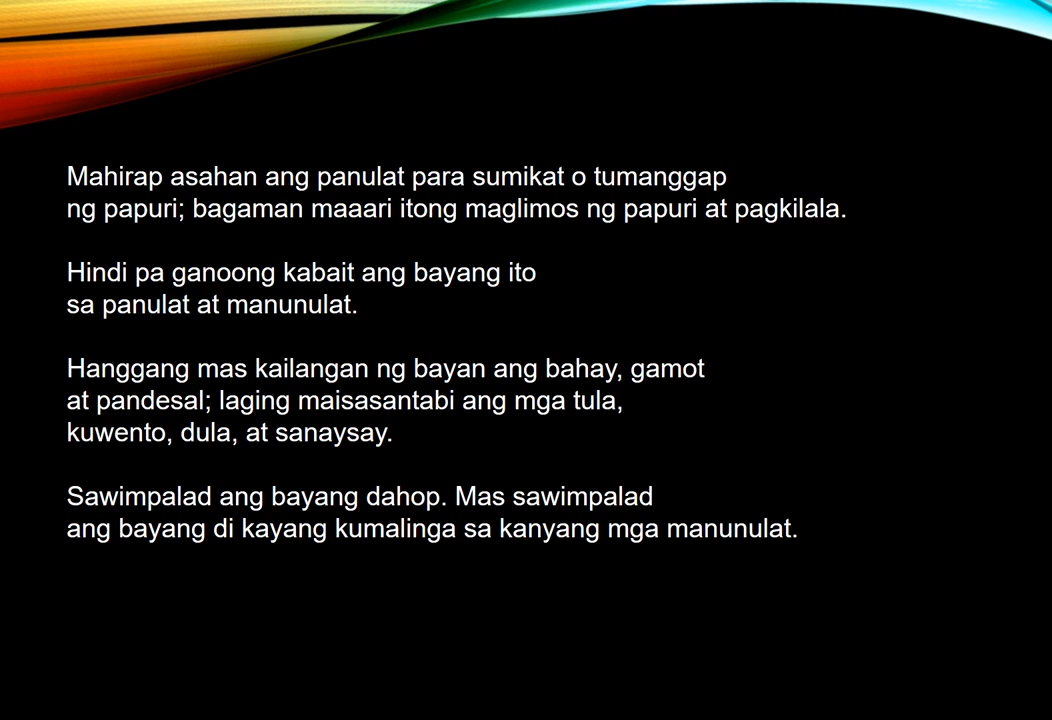 Mahirap asahan ang panulat para sumikat o tumanggap
ng papuri; bagaman maaari itong maglimos ng papuri at pagkilala.
Hindi pa ganoong kabait ang bayang ito
sa panulat at manunulat.
Hanggang mas kailangan ng bayan ang bahay, gamot
at pandesal; laging maisasantabi ang mga tula,
kuwento, dula, at sanaysay.
Sawimpalad ang bayang dahop. Mas sawimpalad
ang bayang di kayang kumalinga sa kanyang mga manunulat.